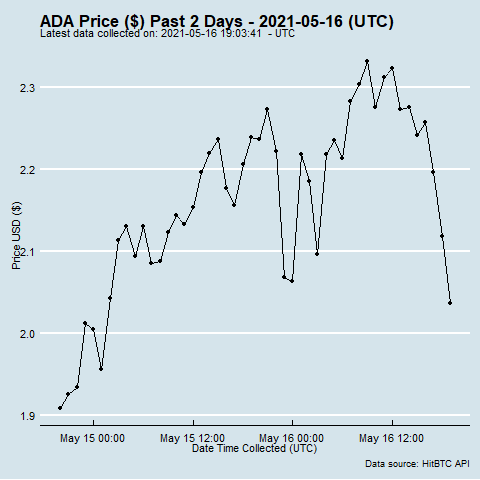 ADA Price ($) Past 2 Days - 2021-05-16 (UTC)
Latest data collected on: 2021-05-16 19:03:41  - UTC
2.3
2.2
2.1
2.0
1.9
Price USD ($)
May 15 00:00 May 15 12:00 May 16 00:00 May 16 12:00
Date Time Collected (UTC)
Data source: HitBTC API